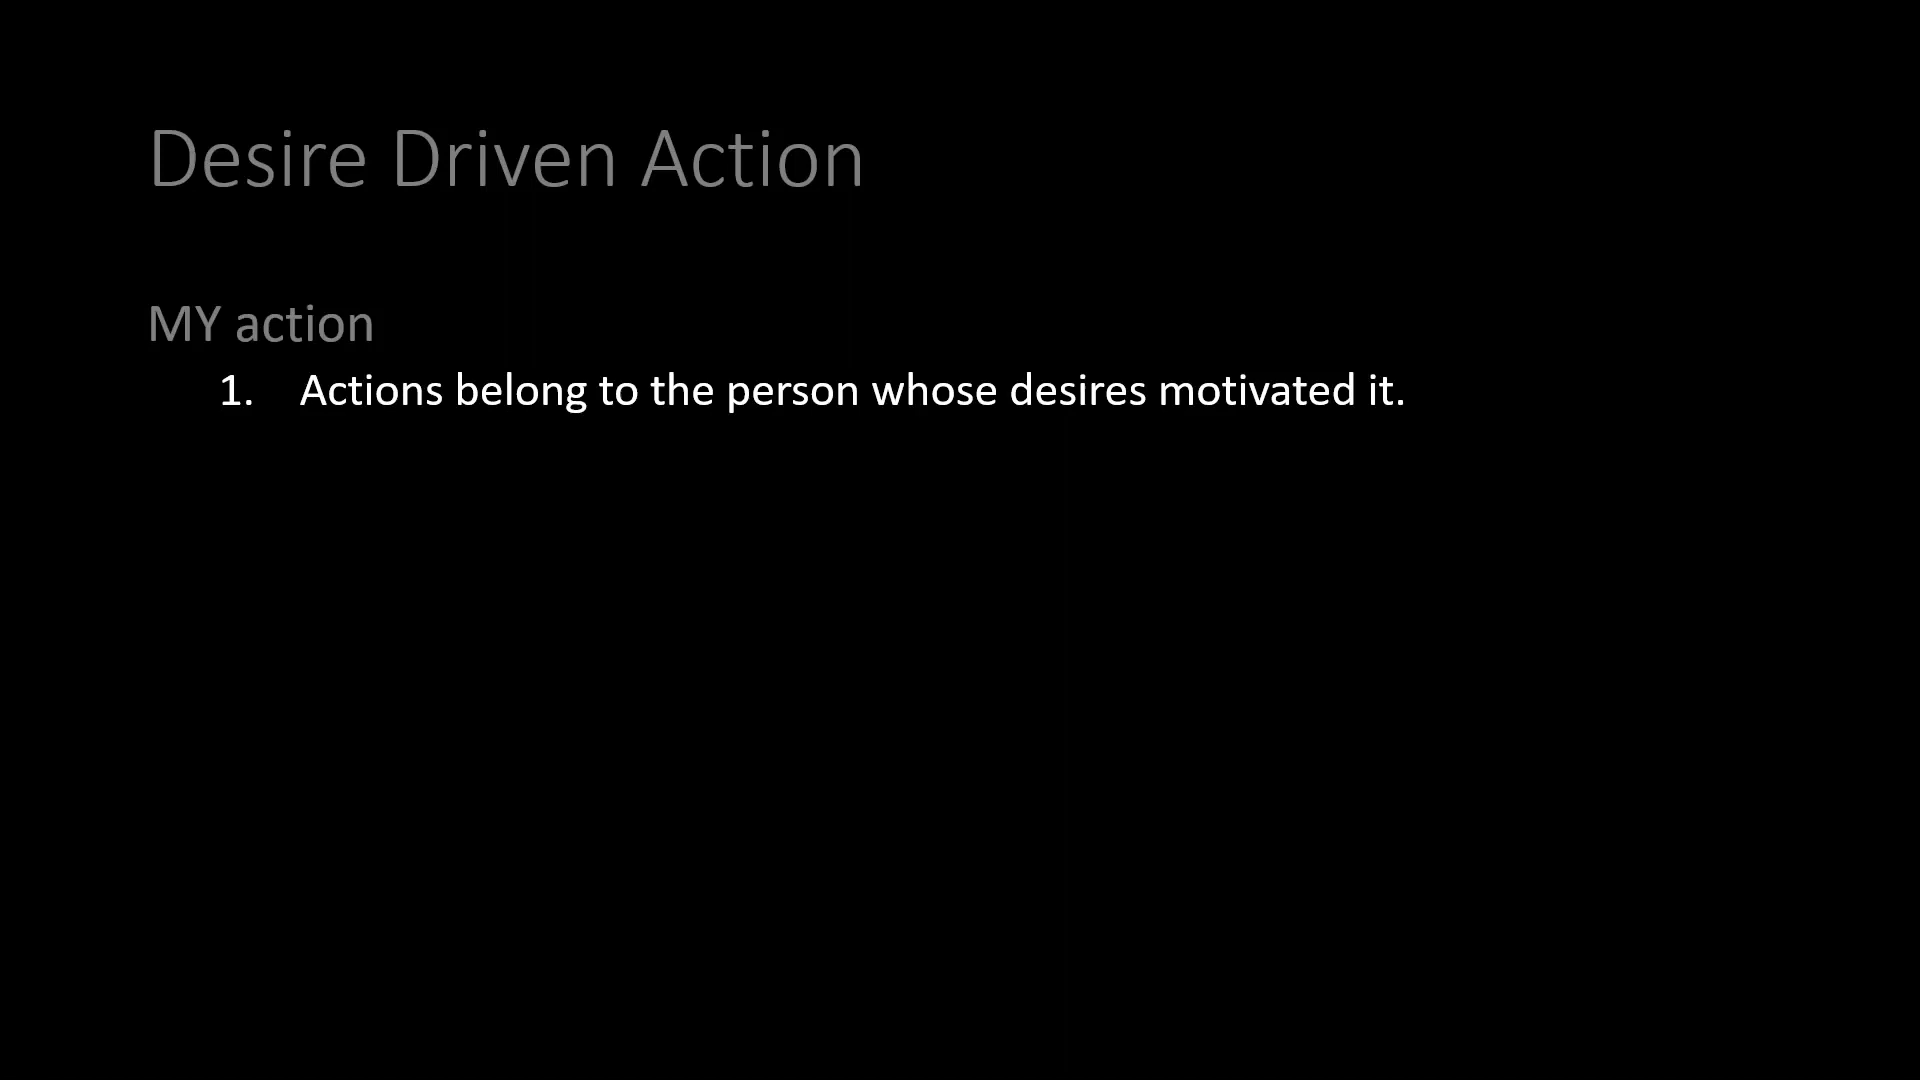 Desire Driven Action
MY action
1. Actions belong to the person whose desires motivated it.